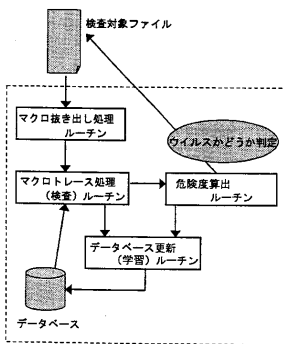 検査対象ファイル
マクロ抜き出し処理
ルーチン
ウイルスかどうか判定
マクロトレース処理
（検査）ルーチン
危険度算出
ルーチン
データベース更新
（学習）ルーチン
データベース